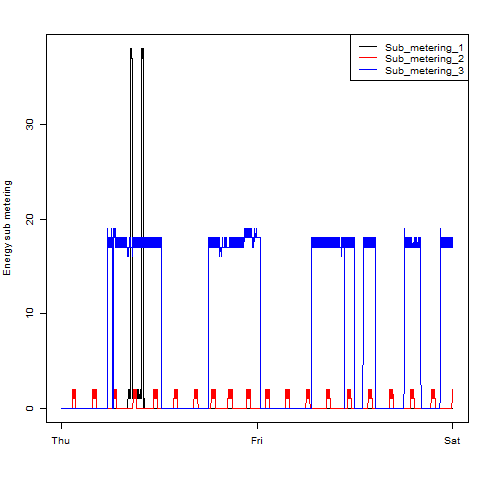 Sub_metering_1
Sub_metering_2
Sub_metering_3
Energy sub metering
30
20
10
0
Thu
Fri
Sat